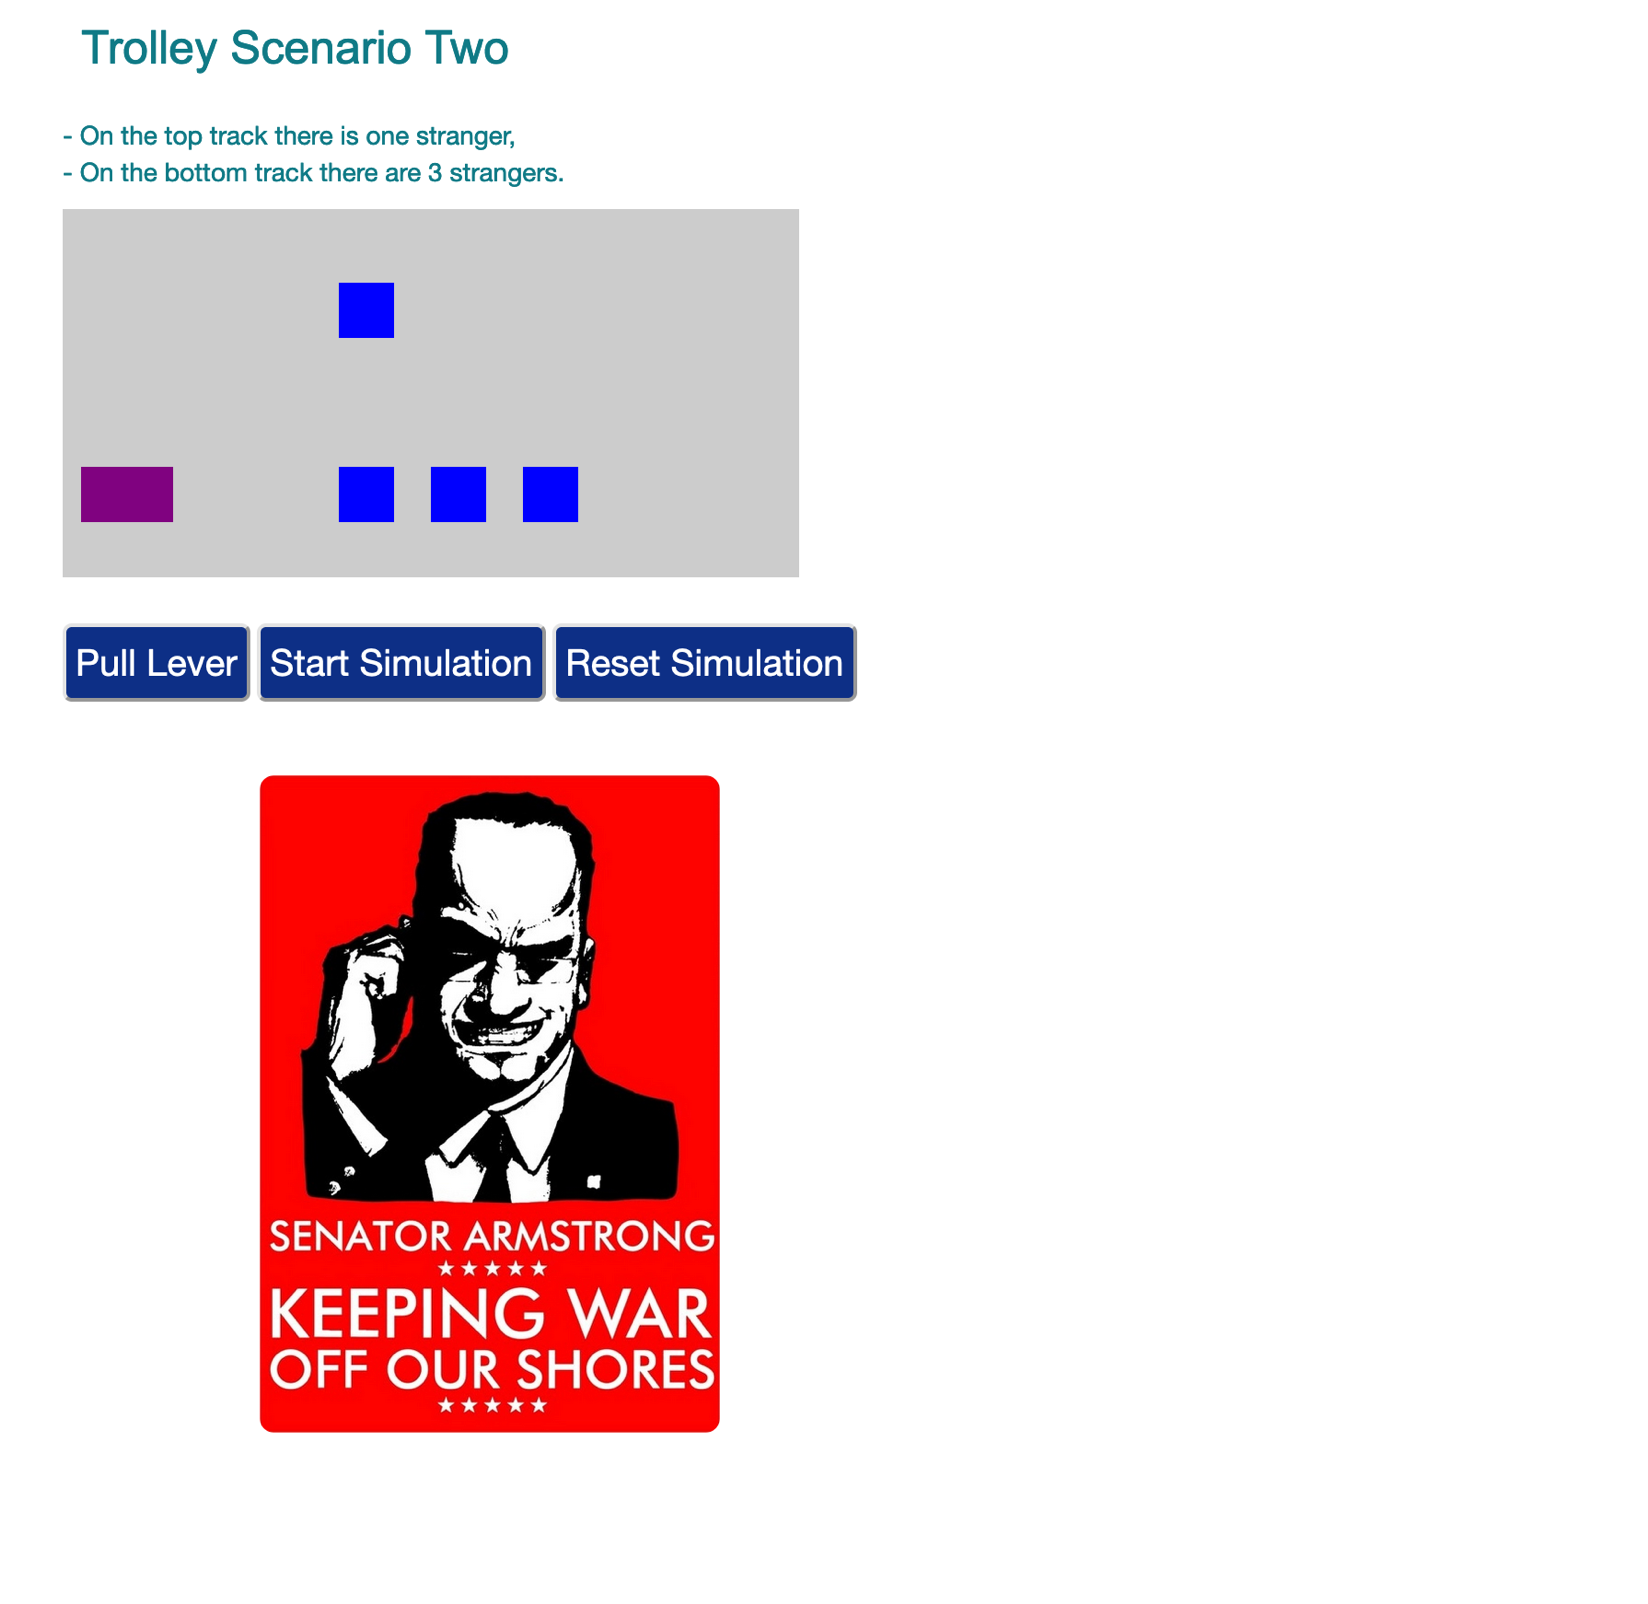 Trolley Scenario Two
- On the top track there is one stranger,
- On the bottom track there are 3 strangers.
Pull Lever Start Simulation Reset Simulation
SENATOR ARMSTRONG
★★★★★
KEEPING WAR
OFF OUR SHORES
★★★★★